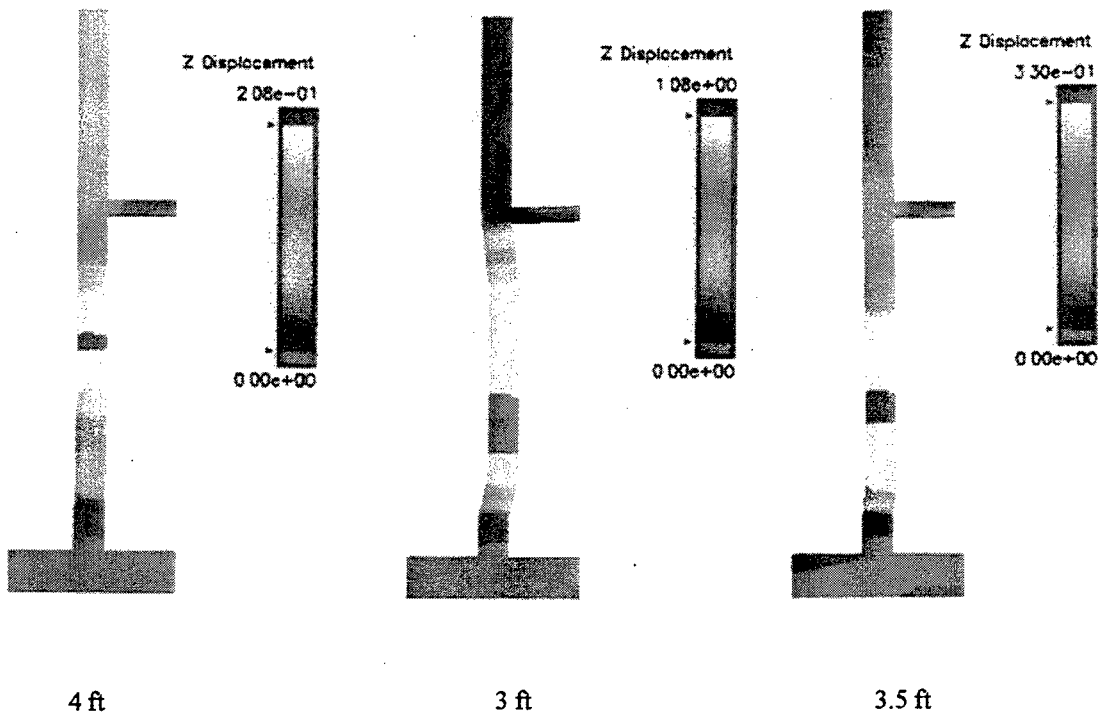 Z Displacement
2.08e-01
0.00e+00
Z Displacement
1.08e+00
0.00e+00
Z Displacement
3.30e-01
0.00e+00
4 ft
3 ft
3.5 ft